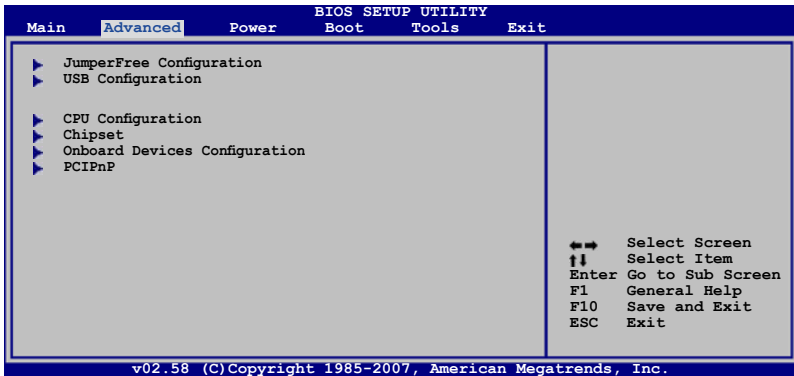 BIOS SETUP UTILITY
Main Advanced Power Boot Tools Exit
JumperFree Configuration
USB Configuration
CPU Configuration
Chipset
Onboard Devices Configuration
PCIPnP
Select Screen
Select Item
Enter Go to Sub Screen
F1 General Help
F10 Save and Exit
ESC Exit
v02.58 (C)Copyright 1985-2007, American Megatrends, Inc.